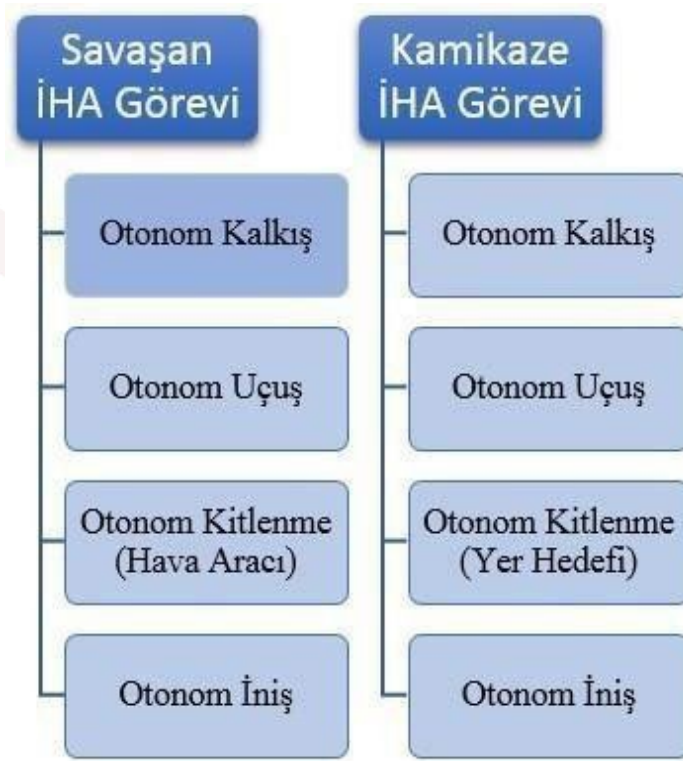 Savaşan
İHA Görevi
Otonom Kalkış
Otonom Uçuş
Otonom Kitlenme
(Hava Aracı)
Otonom İniş
Kamikaze
İHA Görevi
Otonom Kalkış
Otonom Uçuş
Otonom Kitlenme
(Yer Hedefi)
Otonom İniş